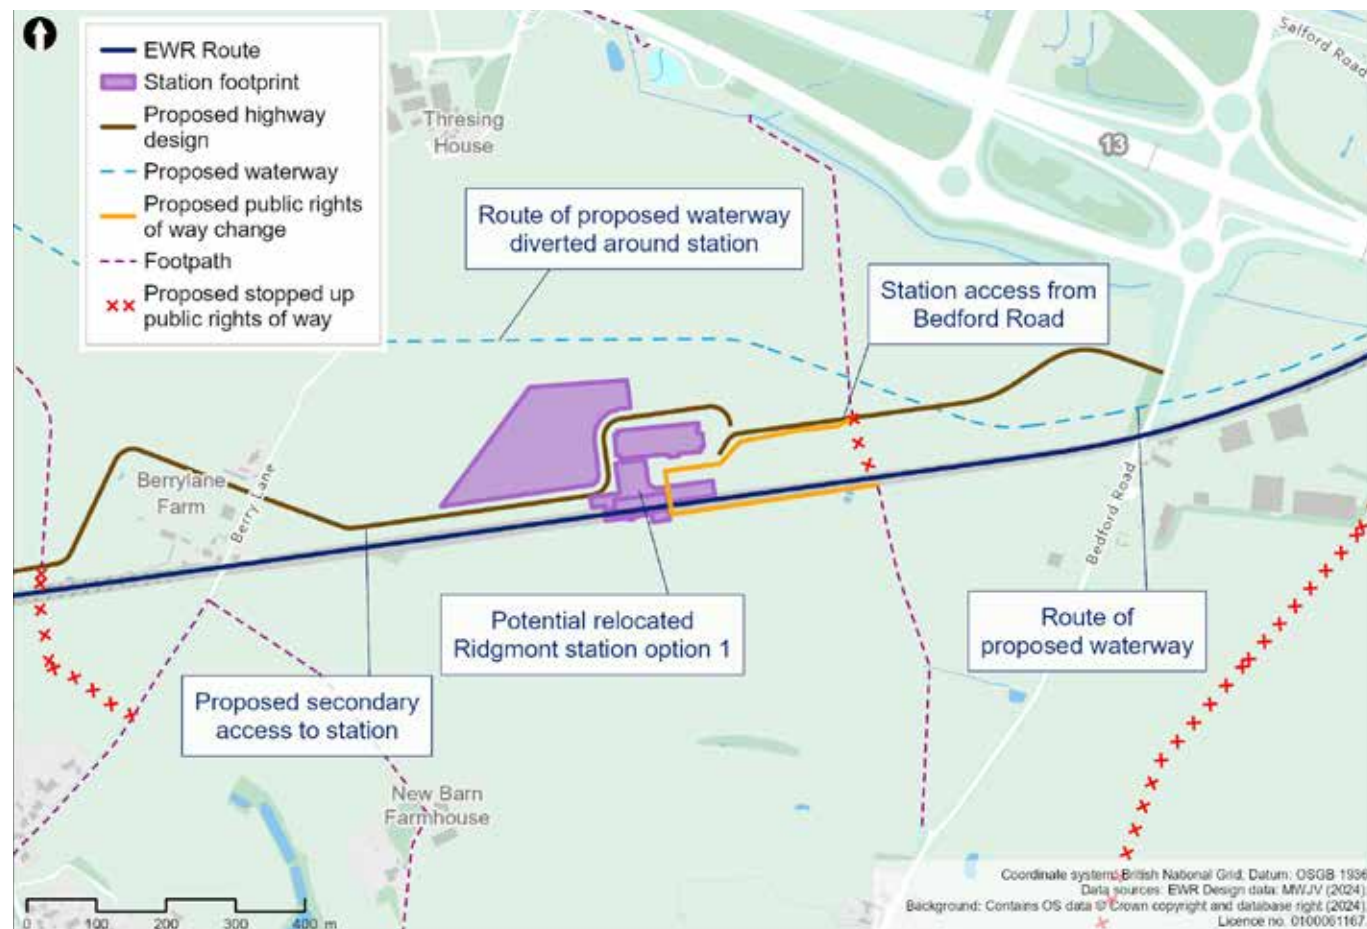 EWR Route
Station footprint
Proposed highway
design
Proposed waterway
Proposed public rights
of way change
Footpath
Proposed stopped up
public rights of way
Thresing
House
Salford Road
13
Route of proposed waterway
diverted around station
Station access from
Bedford Road
Berrylane
Farm
Berry Lane
Bedford Road
Potential relocated
Ridgmont station option 1
Route of
proposed waterway
Proposed secondary
access to station
New Barn
Farmhouse
0 100 200 300 400 m
Coordinate system: British National Grid; Datum: OSGB 1936
Data sources: EWR Design data: MWJV (2024)
Background: Contains OS data © Crown copyright and database right (2024).
Licence no. 0100061167.